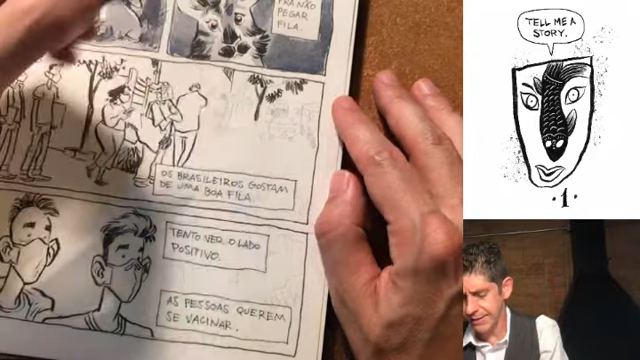 PRA NÃO
PEGAR
FILA.
OS BRASILEIROS GOSTAM
DE UMA BOA FILA.
TENTO VER O LADO
POSITIVO.
AS PESSOAS QUEREM
SE VACINAR.
TELL ME A
STORY.
·1·